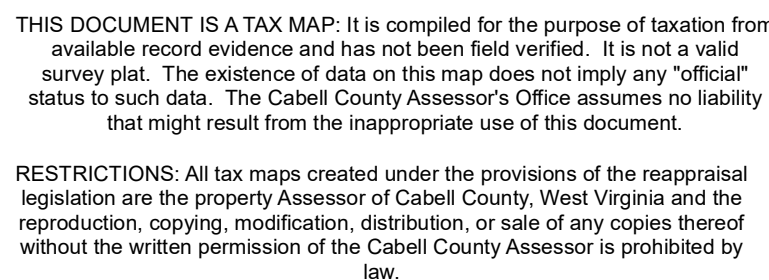 THIS DOCUMENT IS A TAX MAP: It is compiled for the purpose of taxation from
available record evidence and has not been field verified.  It is not a valid
survey plat.  The existence of data on this map does not imply any "official"
status to such data.  The Cabell County Assessor's Office assumes no liability
that might result from the inappropriate use of this document.
RESTRICTIONS: All tax maps created under the provisions of the reappraisal
legislation are the property Assessor of Cabell County, West Virginia and the
reproduction, copying, modification, distribution, or sale of any copies thereof
without the written permission of the Cabell County Assessor is prohibited by
law.